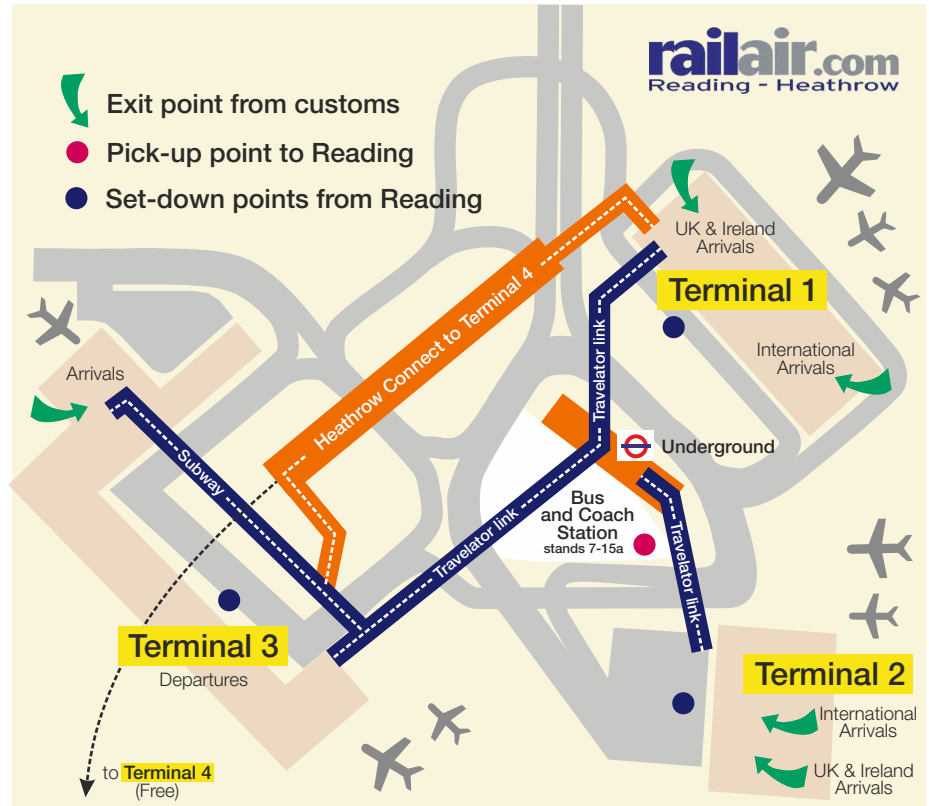 railair.com
Reading - Heathrow
Exit point from customs
Pick-up point to Reading
Set-down points from Reading
UK & Ireland
Arrivals
Terminal 1
International
Arrivals
Heathrow Connect to Terminal 4
Travelator link
Arrivals
Subway
Underground
Bus
and Coach
Station
stands 7-15a
Travelator link
Travelator link
Terminal 3
Departures
Terminal 2
International
Arrivals
UK & Ireland
Arrivals
to Terminal 4
(Free)